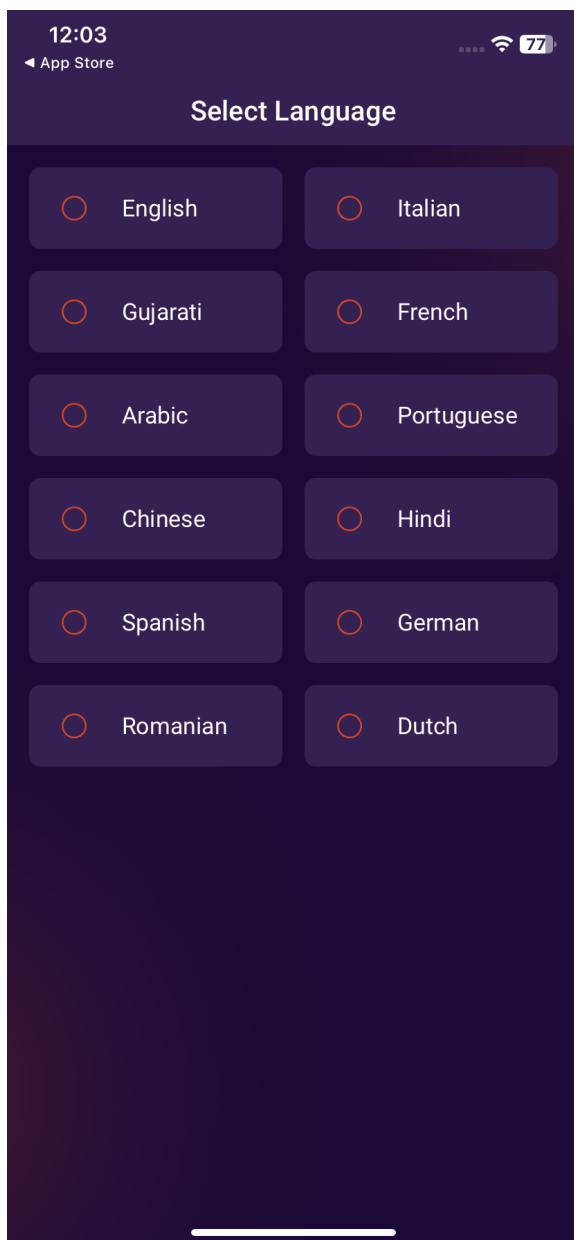 12:03
77
◀ App Store
Select Language
English
Italian
Gujarati
French
Arabic
Portuguese
Chinese
Hindi
Spanish
German
Romanian
Dutch